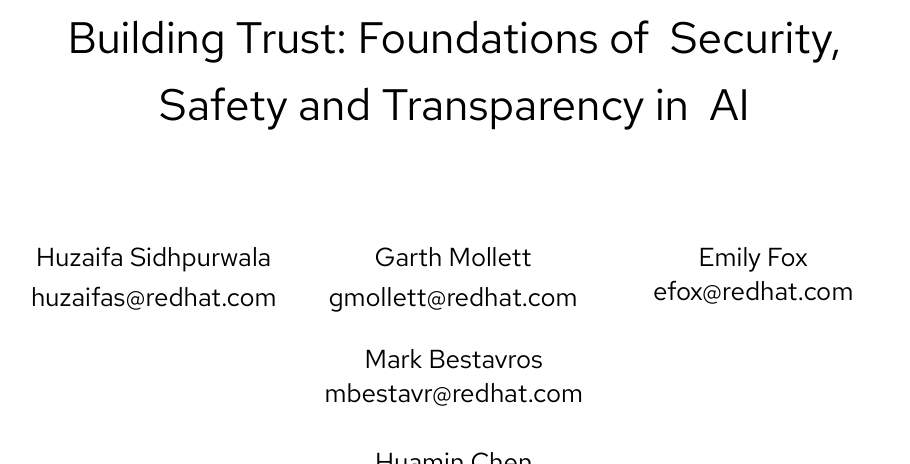 Building Trust: Foundations of Security,
Safety and Transparency in AI
Huzaifa Sidhpurwala
huzaifas@redhat.com
Garth Mollett
gmollett@redhat.com
Emily Fox
efox@redhat.com
Mark Bestavros
mbestavr@redhat.com
Huamin Chen